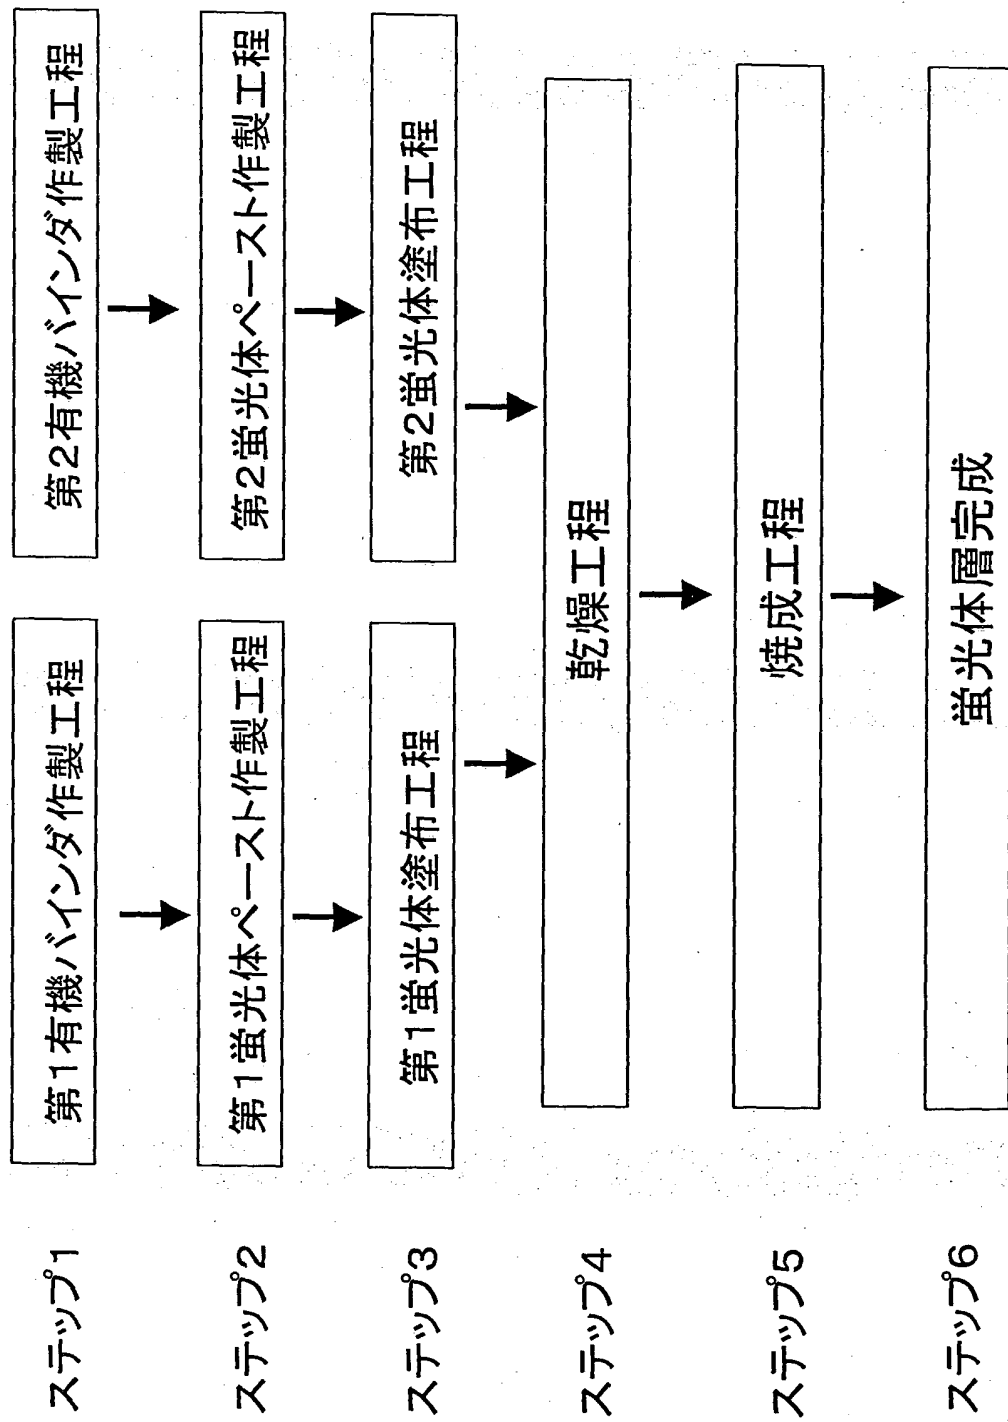 ステップ1
第1有機バインダ作製工程
第2有機バインダ作製工程
ステップ2
第1蛍光体ペースト作製工程
第2蛍光体ペースト作製工程
ステップ3
第1蛍光体塗布工程
第2蛍光体塗布工程
ステップ4
乾燥工程
ステップ5
焼成工程
ステップ6
蛍光体層完成